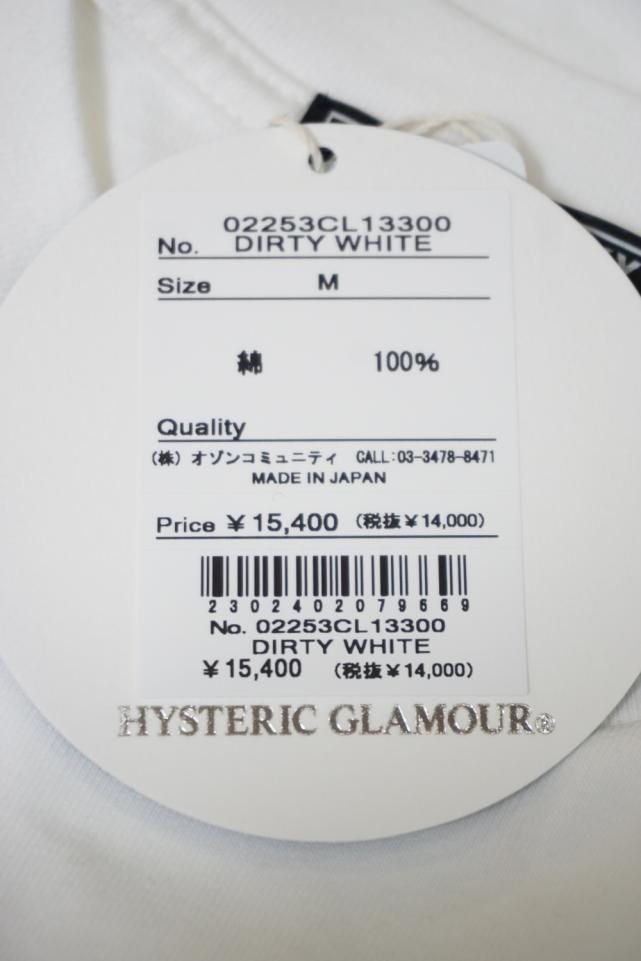 02253CL13300
No. DIRTY WHITE
Size M
綿 100%
Quality
(株) オゾンコミュニティ CALL:03-3478-8471
MADE IN JAPAN
Price ¥15,400 (税抜¥14,000)
2302402079669
No. 02253CL13300
DIRTY WHITE
¥15,400 (税抜¥14,000)
HYSTERIC GLAMOUR®